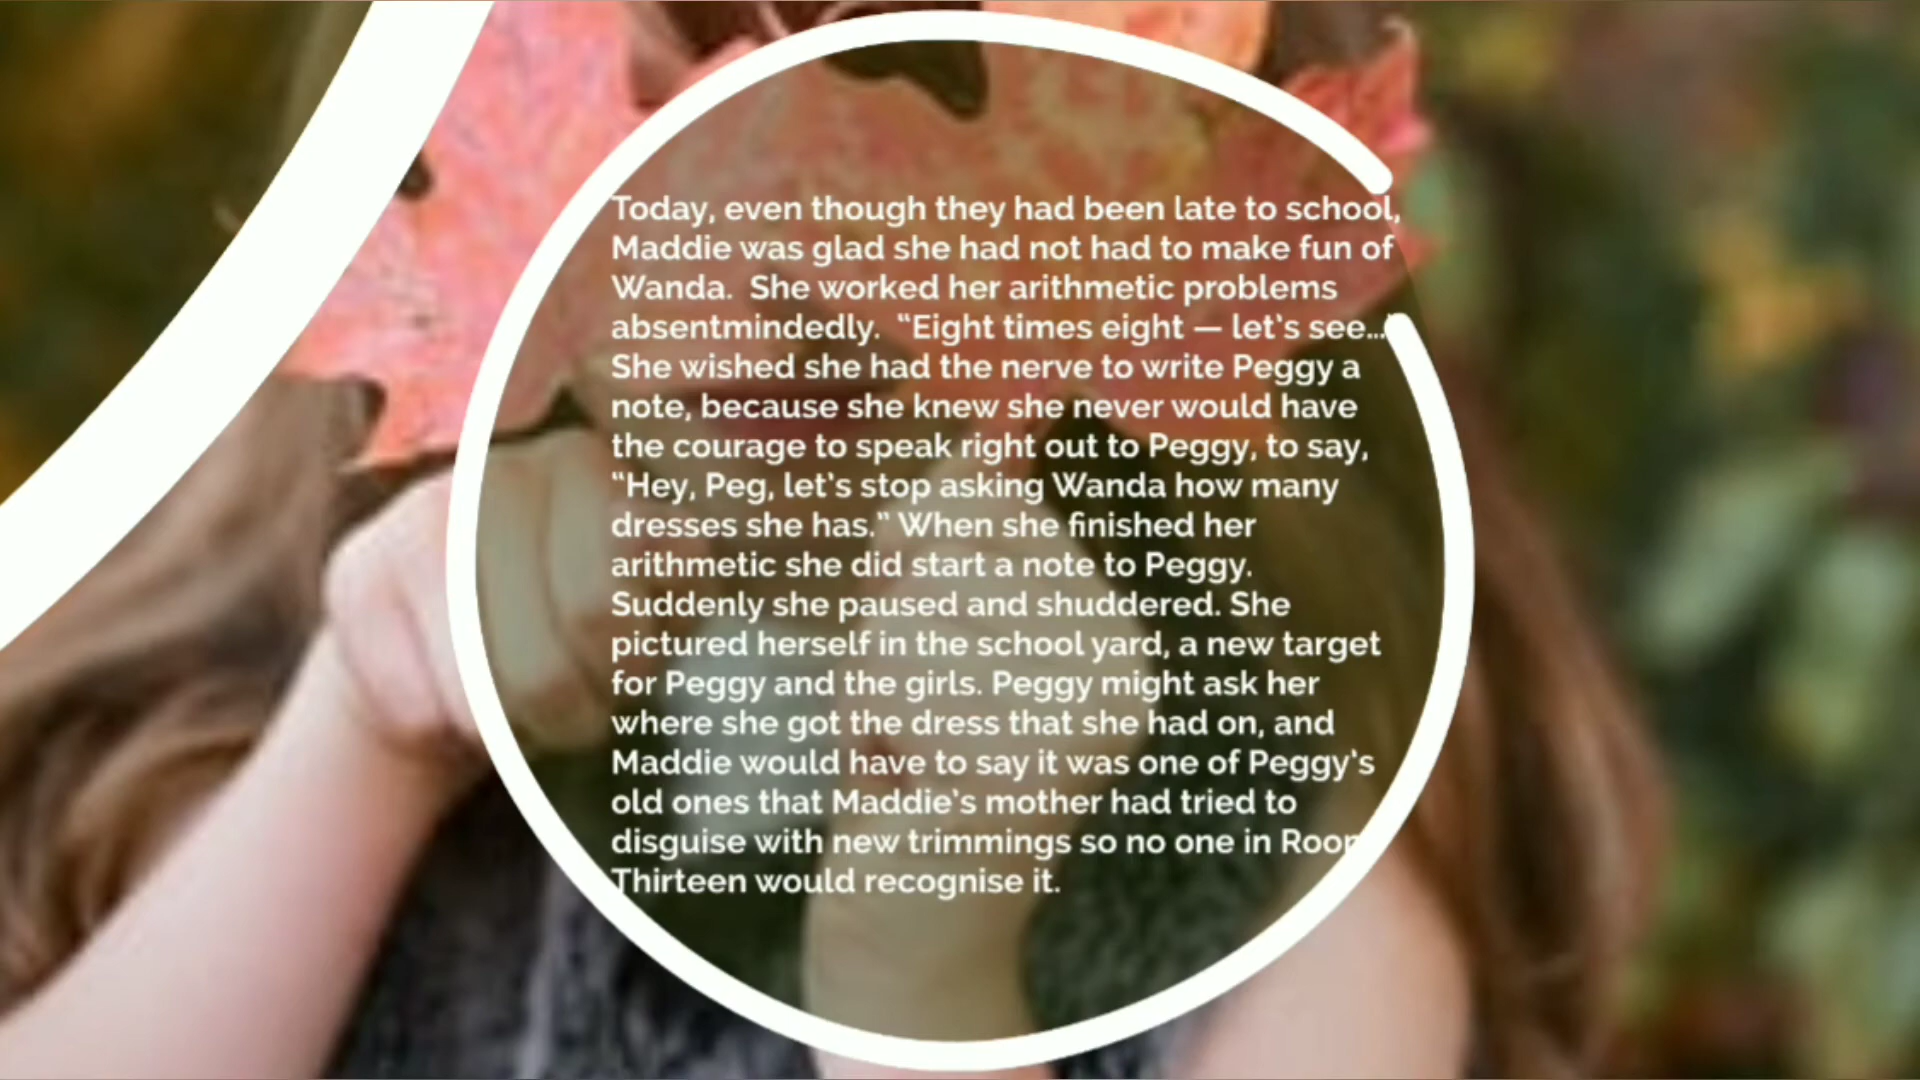 Today, even though they had been late to school,
Maddie was glad she had not had to make fun of
Wanda.  She worked her arithmetic problems
absentmindedly.  “Eight times eight — let’s see...
She wished she had the nerve to write Peggy a
note, because she knew she never would have
the courage to speak right out to Peggy, to say,
“Hey, Peg, let’s stop asking Wanda how many
dresses she has.” When she finished her
arithmetic she did start a note to Peggy.
Suddenly she paused and shuddered. She
pictured herself in the school yard, a new target
for Peggy and the girls. Peggy might ask her
where she got the dress that she had on, and
Maddie would have to say it was one of Peggy’s
old ones that Maddie’s mother had tried to
disguise with new trimmings so no one in
Thirteen would recognise it.